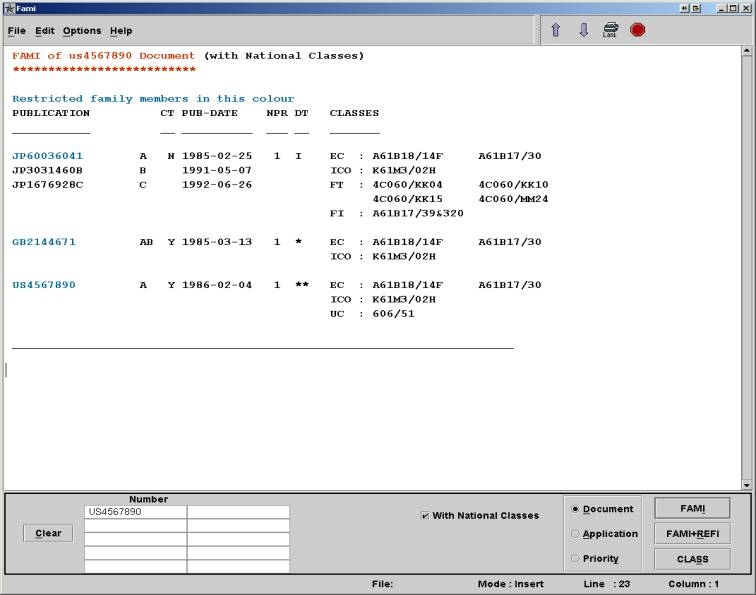 Fami
File Edit Options Help
Last
FAMI of us4567890 Document (with National Classes)
**************************
Restricted family members in this colour
PUBLICATION CT PUB-DATE NPR DT CLASSES
JP60036041 A N 1985-02-25 1 I EC : A61B18/14F A61B17/30
JP3031460B B 1991-05-07 ICO : K61M3/02H
JP1676928C C 1992-06-26 FT : 4C060/KK04 4C060/KK10
4C060/KK15 4C060/MM24
FI : A61B17/39&320
GB2144671 AB Y 1985-03-13 1 * EC : A61B18/14F A61B17/30
ICO : K61M3/02H
US4567890 A Y 1986-02-04 1 ** EC : A61B18/14F A61B17/30
ICO : K61M3/02H
UC : 606/51
Number
US4567890
Clear
With National Classes
Document
Application
Priority
FAMI
FAMI+REFI
CLASS
File: Mode : Insert Line : 23 Column : 1